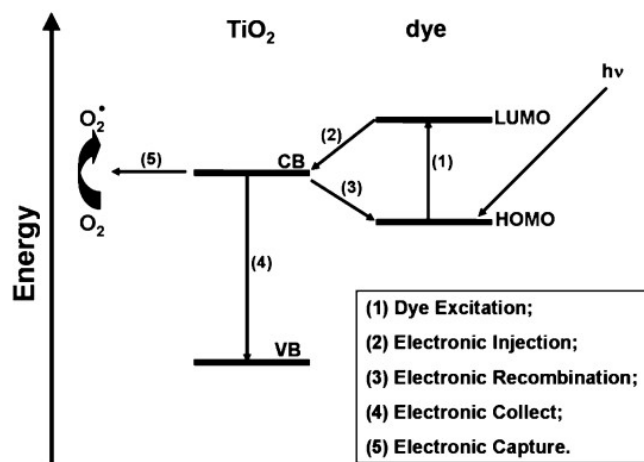 TiO₂ dye
hν
O₂•
LUMO
(2)
(1)
(5)
CB
(3)
O₂
HOMO
(4)
Energy
VB
(1) Dye Excitation;
(2) Electronic Injection;
(3) Electronic Recombination;
(4) Electronic Collect;
(5) Electronic Capture.